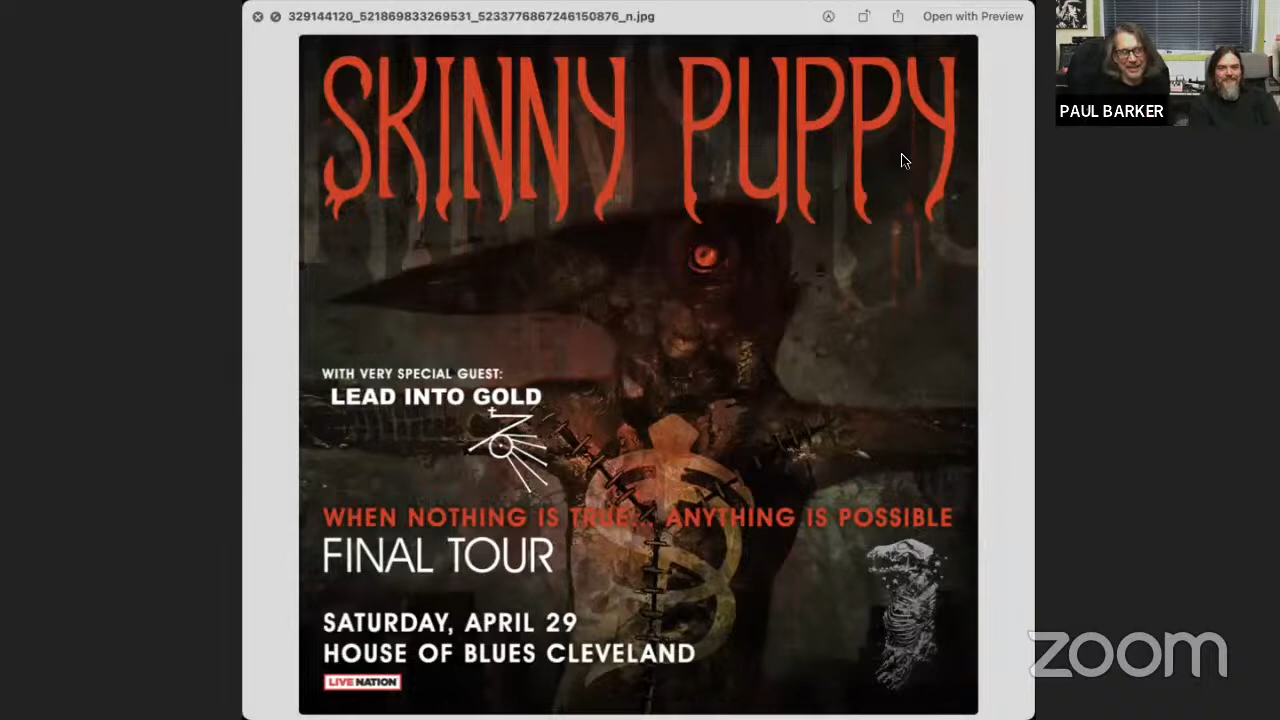 329144120_521869833269531_5233776867246150876_n.jpg
Open with Preview
SKINNY PUPPY
PAUL BARKER
WITH VERY SPECIAL GUEST:
LEAD INTO GOLD
WHEN NOTHING IS TRUE... ANYTHING IS POSSIBLE
FINAL TOUR
SATURDAY, APRIL 29
HOUSE OF BLUES CLEVELAND
LIVE NATION
zoom